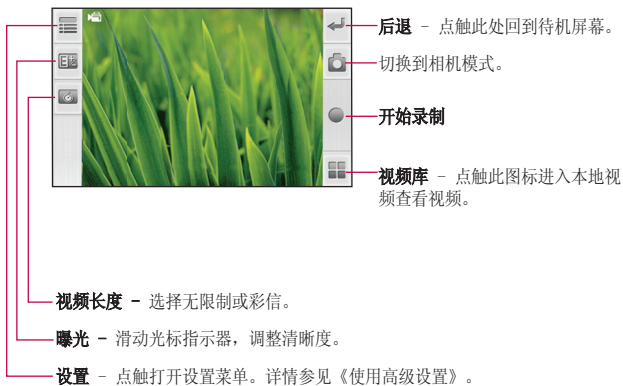 后退 - 点触此处回到待机屏幕。
切换到相机模式。
开始录制
视频库 - 点触此图标进入本地视
频查看视频。
视频长度 - 选择无限制或彩信。
曝光 - 滑动光标指示器，调整清晰度。
设置 - 点触打开设置菜单。详情参见《使用高级设置》。